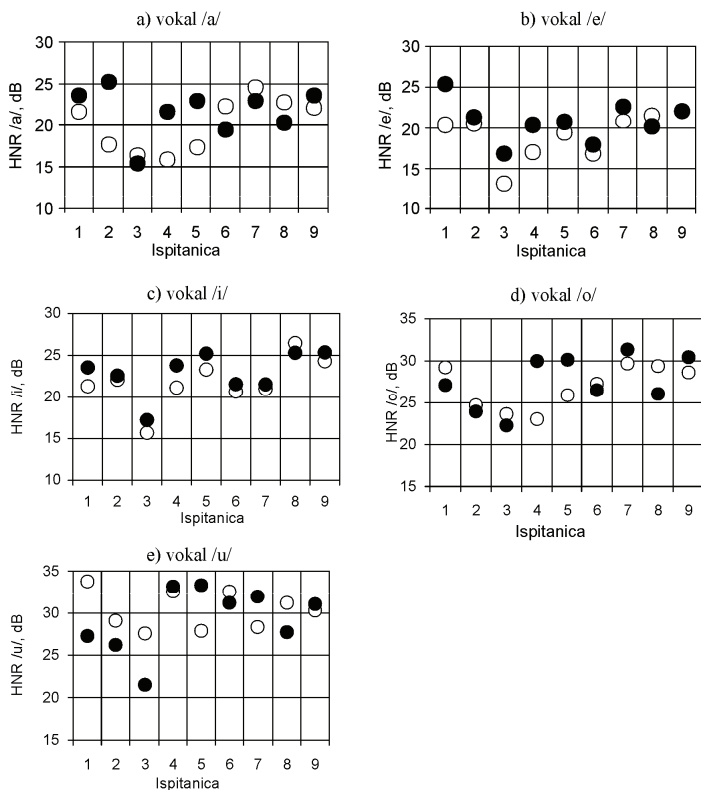 a) vokal /a/
HNR /a/, dB
30
25
20
15
10
1 2 3 4 5 6 7 8 9
Ispitanica
b) vokal /e/
HNR /e/, dB
30
25
20
15
10
1 2 3 4 5 6 7 8 9
Ispitanica
c) vokal /i/
HNR /i/, dB
30
25
20
15
10
1 2 3 4 5 6 7 8 9
Ispitanica
d) vokal /o/
HNR /o/, dB
35
30
25
20
15
1 2 3 4 5 6 7 8 9
Ispitanica
e) vokal /u/
HNR /u/, dB
35
30
25
20
15
1 2 3 4 5 6 7 8 9
Ispitanica